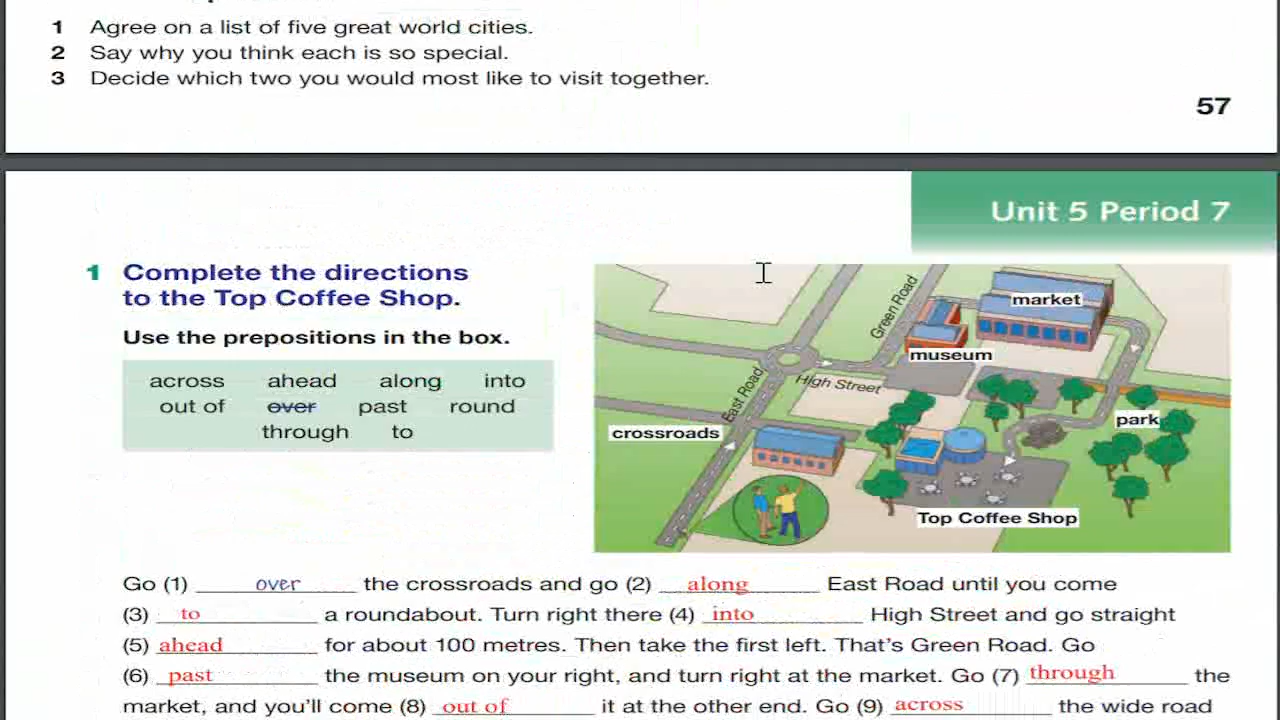 1 Agree on a list of five great world cities.
2 Say why you think each is so special.
3 Decide which two you would most like to visit together.
57
Unit 5 Period 7
1 Complete the directions
to the Top Coffee Shop.
Use the prepositions in the box.
across ahead along into
out of over past round
through to
market
Green Road
museum
High Street
East Road
crossroads
park
Top Coffee Shop
Go (1) over the crossroads and go (2) along East Road until you come
(3) to a roundabout. Turn right there (4) into High Street and go straight
(5) ahead for about 100 metres. Then take the first left. That's Green Road. Go
(6) past the museum on your right, and turn right at the market. Go (7) through the
market, and you'll come (8) out of it at the other end. Go (9) across the wide road